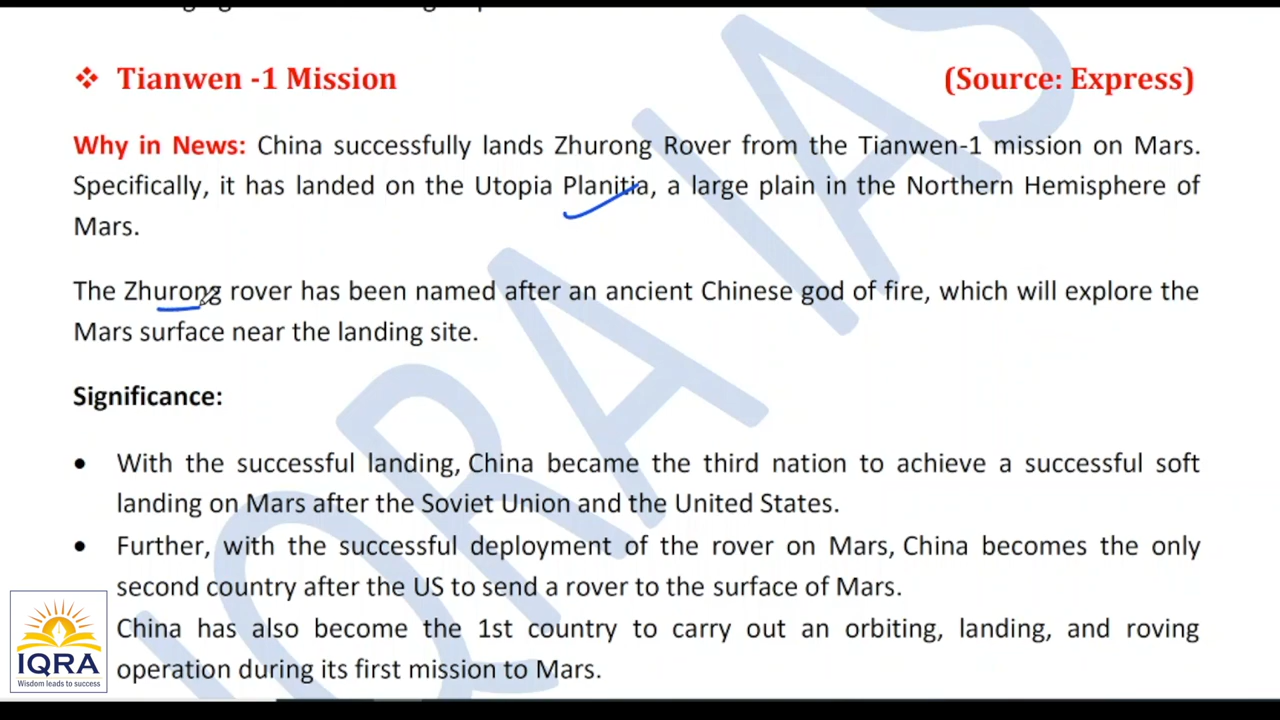 ❖ Tianwen -1 Mission (Source: Express)
Why in News: China successfully lands Zhurong Rover from the Tianwen-1 mission on Mars.
Specifically, it has landed on the Utopia Planitia, a large plain in the Northern Hemisphere of
Mars.
The Zhurong rover has been named after an ancient Chinese god of fire, which will explore the
Mars surface near the landing site.
Significance:
• With the successful landing, China became the third nation to achieve a successful soft
landing on Mars after the Soviet Union and the United States.
• Further, with the successful deployment of the rover on Mars, China becomes the only
second country after the US to send a rover to the surface of Mars.
China has also become the 1st country to carry out an orbiting, landing, and roving
operation during its first mission to Mars.
IQRA
Wisdom leads to success
IQRA IAS